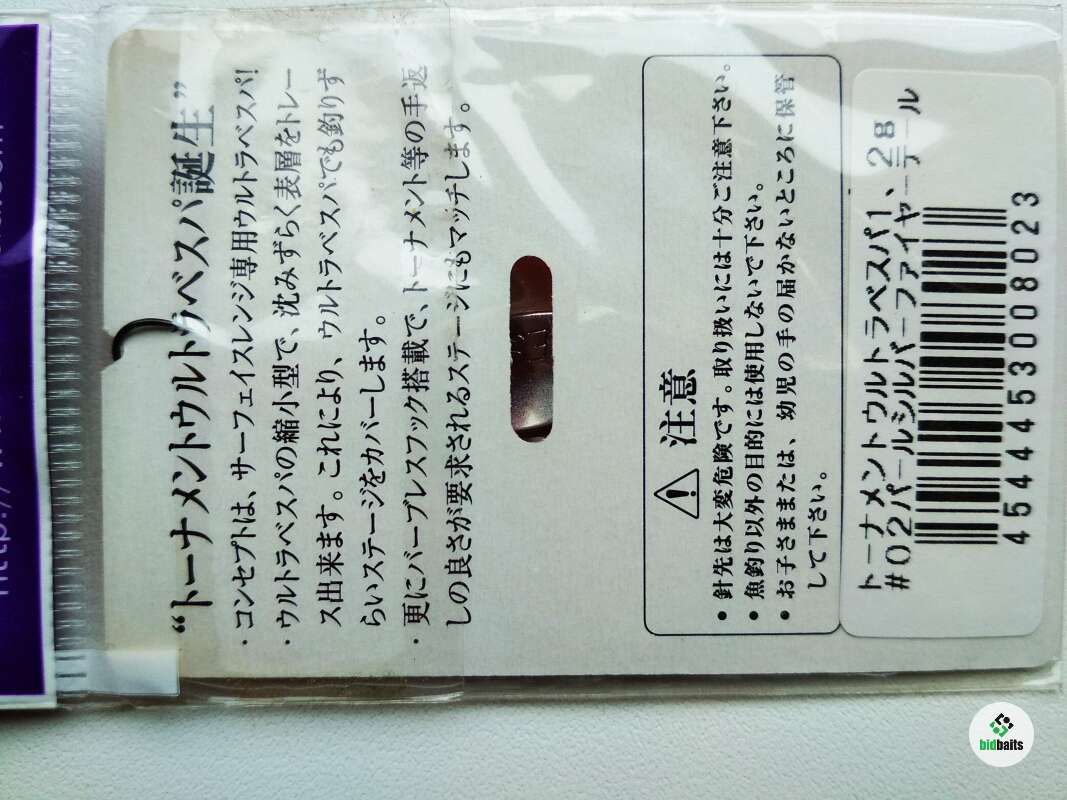 “トーナメントウルトラベスパ誕生”
・コンセプトは、サーフェイスレンジ専用ウルトラベスパ！
・ウルトラベスパの縮小型で、沈みずらく表層をトレー
ス出来ます。これにより、ウルトラベスパでも釣りず
らいステージをカバーします。
・更にバーブレスフック搭載で、トーナメント等の手返
しの良さが要求されるステージにもマッチします。
⚠ 注意
● 針先は大変危険です。取り扱いには十分ご注意下さい。
● 魚釣り以外の目的には使用しないで下さい。
● お子さままたは、幼児の手の届かないところに保管
して下さい。
トーナメントウルトラベスパ1、2g
#02パールシルバーファイヤーテール
4544453008023
bidbaits